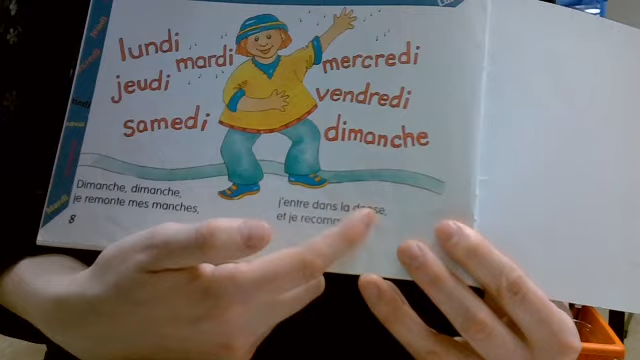 lundi mardi mercredi
jeudi vendredi
samedi dimanche
Dimanche, dimanche,
je remonte mes manches,
j'entre dans la danse,
et je
8